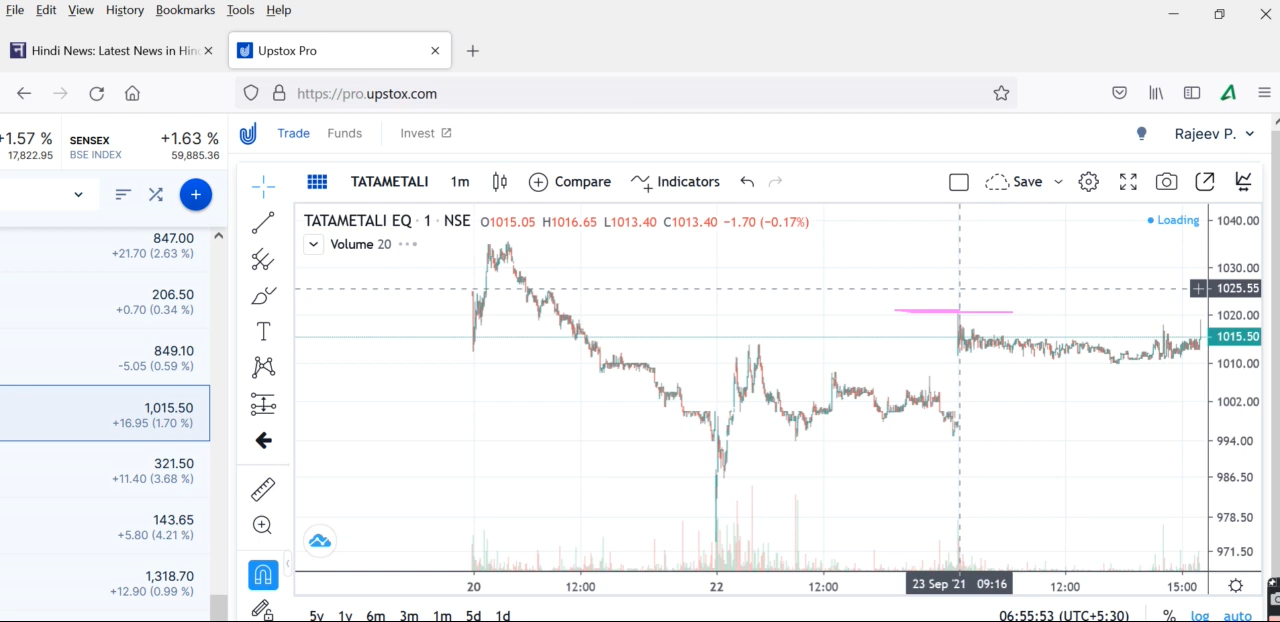 File Edit View History Bookmarks Tools Help
Hindi News: Latest News in Hin
Upstox Pro
https://pro.upstox.com
+1.57 %
17,822.95
SENSEX +1.63 %
BSE INDEX 59,885.36
Trade Funds Invest
Rajeev P.
TATAMETALI 1m Compare Indicators Save
TATAMETALI EQ · 1 · NSE O1015.05 H1016.65 L1013.40 C1013.40 −1.70 (−0.17%)
Loading
Volume 20
847.00
+21.70 (2.63 %)
206.50
+0.70 (0.34 %)
849.10
-5.05 (0.59 %)
1,015.50
+16.95 (1.70 %)
321.50
+11.40 (3.68 %)
143.65
+5.80 (4.21 %)
1,318.70
+12.90 (0.99 %)
1040.00
1030.00
1025.55
1020.00
1015.50
1010.00
1002.00
994.00
986.50
978.50
971.50
20 12:00 22 12:00 23 Sep '21 09:16 12:00 15:00
5y 1y 6m 3m 1m 5d 1d 06:55:53 (UTC+5:30) % log auto